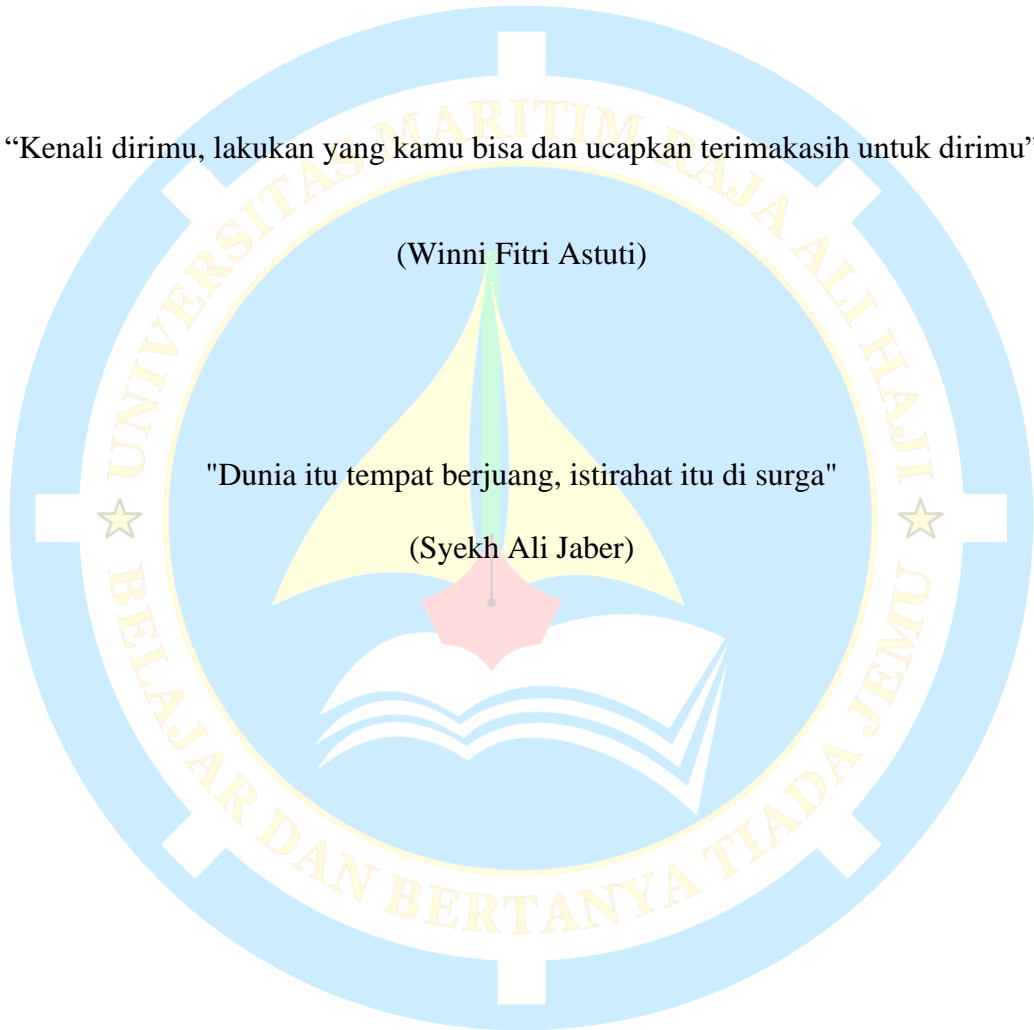 “Kenali dirimu, lakukan yang kamu bisa dan ucapkan terimakasih untuk dirimu”
(Winni Fitri Astuti)
"Dunia itu tempat berjuang, istirahat itu di surga"
(Syekh Ali Jaber)
UNIVERSITAS MARITIM RAJA ALI HAJI
BELAJAR DAN BERTANYA TIADA JEMU